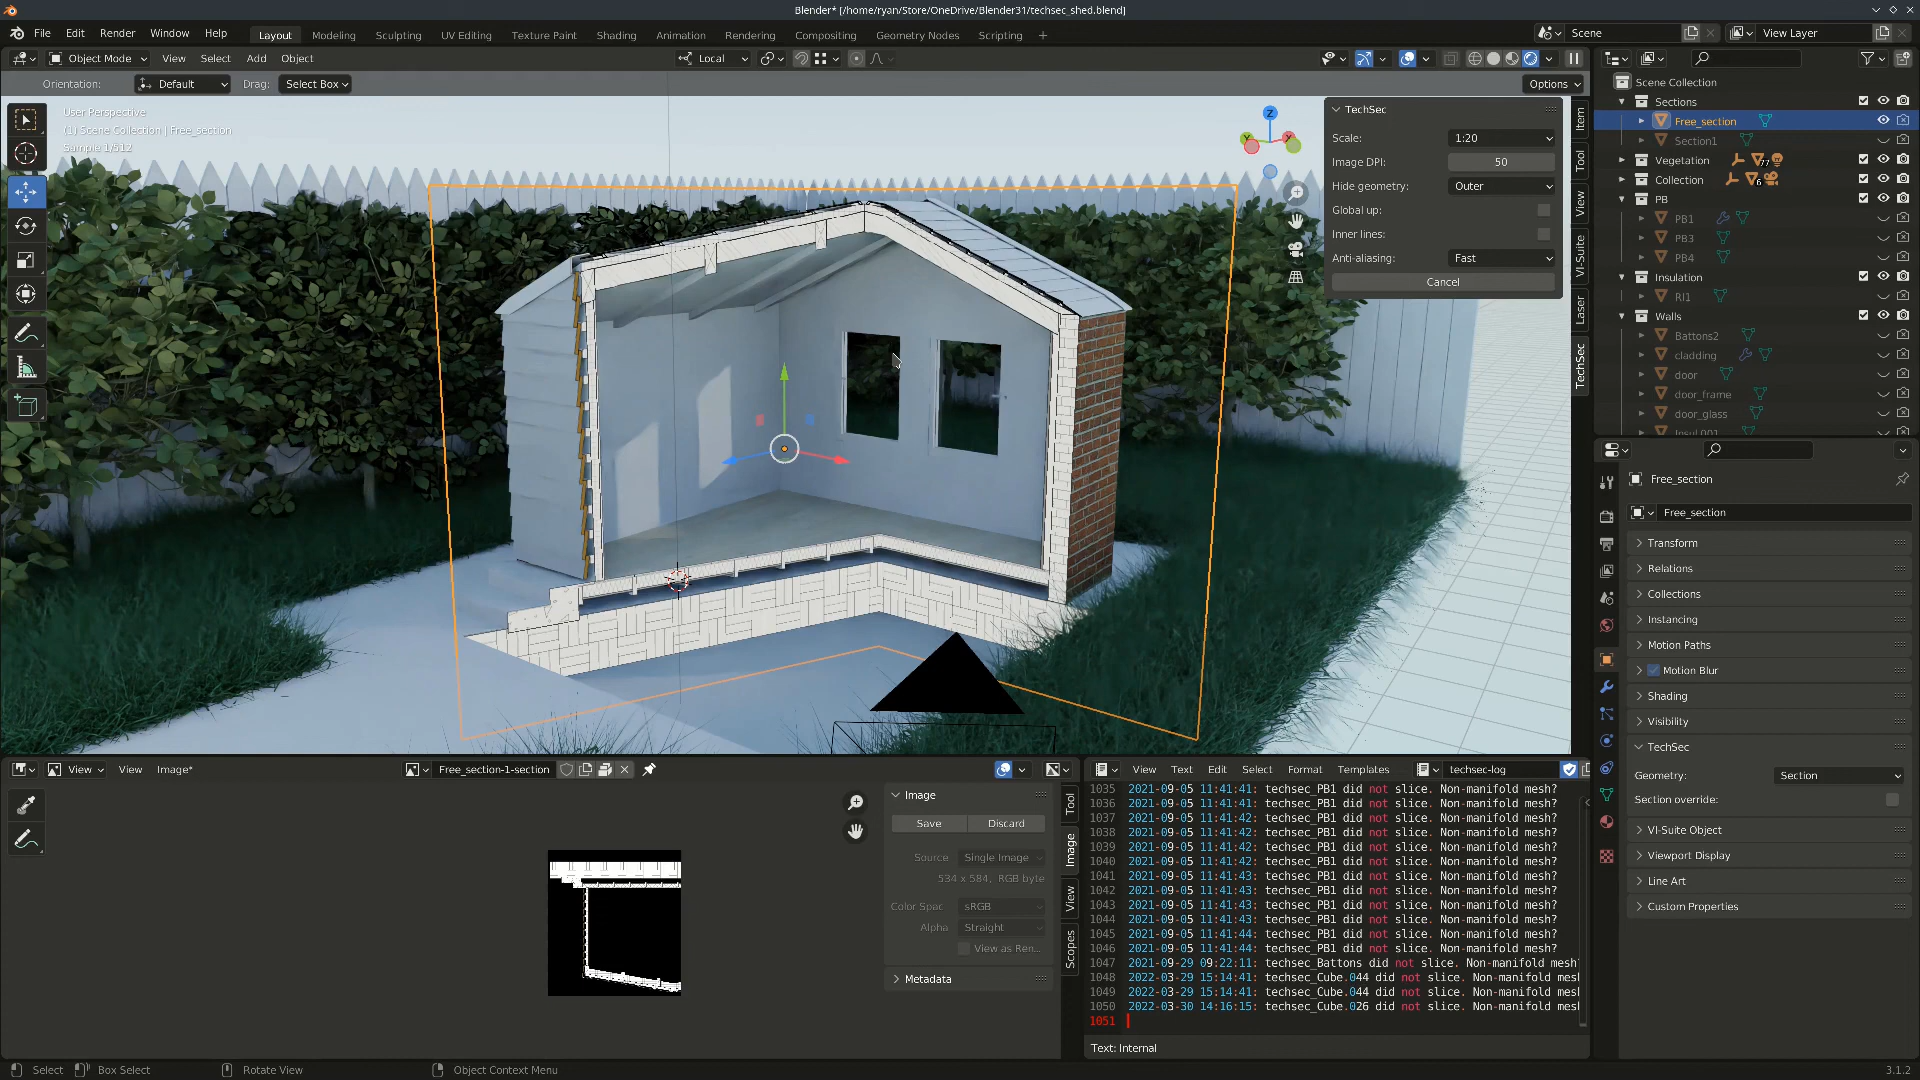 Blender* [/home/ryan/Store/OneDrive/Blender31/techsec_shed.blend]
File Edit Render Window Help Layout Modeling Sculpting UV Editing Texture Paint Shading Animation Rendering Compositing Geometry Nodes Scripting + Scene View Layer
Object Mode View Select Add Object Local
Orientation: Default Drag: Select Box Options
User Perspective
(1) Scene Collection | Free_section
Sample 1/512
Z
Y
TechSec
Scale: 1:20
Image DPI: 50
Hide geometry: Outer
Global up:
Inner lines:
Anti-aliasing: Fast
Cancel
Item
Tool
View
VI-Suite
Laser
TechSec
Scene Collection
Sections
Free_section
Section1
Vegetation 77
Collection 6
PB
PB1
PB3
PB4
Insulation
RI1
Walls
Battons2
cladding
door
door_frame
door_glass
Insul.001
Free_section
Free_section
Transform
Relations
Collections
Instancing
Motion Paths
Motion Blur
Shading
Visibility
TechSec
Geometry: Section
Section override:
VI-Suite Object
Viewport Display
Line Art
Custom Properties
View View Image* Free_section-1-section
Image
Save Discard
Source Single Image
534 x 584, RGB byte
Color Spac sRGB
Alpha Straight
View as Ren...
Metadata
Tool
Image
View
Scopes
View Text Edit Select Format Templates techsec-log
1035 2021-09-05 11:41:41: techsec_PB1 did not slice. Non-manifold mesh?
1036 2021-09-05 11:41:41: techsec_PB1 did not slice. Non-manifold mesh?
1037 2021-09-05 11:41:42: techsec_PB1 did not slice. Non-manifold mesh?
1038 2021-09-05 11:41:42: techsec_PB1 did not slice. Non-manifold mesh?
1039 2021-09-05 11:41:42: techsec_PB1 did not slice. Non-manifold mesh?
1040 2021-09-05 11:41:42: techsec_PB1 did not slice. Non-manifold mesh?
1041 2021-09-05 11:41:43: techsec_PB1 did not slice. Non-manifold mesh?
1042 2021-09-05 11:41:43: techsec_PB1 did not slice. Non-manifold mesh?
1043 2021-09-05 11:41:43: techsec_PB1 did not slice. Non-manifold mesh?
1044 2021-09-05 11:41:43: techsec_PB1 did not slice. Non-manifold mesh?
1045 2021-09-05 11:41:44: techsec_PB1 did not slice. Non-manifold mesh?
1046 2021-09-05 11:41:44: techsec_PB1 did not slice. Non-manifold mesh?
1047 2021-09-29 09:22:11: techsec_Battons did not slice. Non-manifold mesh?
1048 2022-03-29 15:14:41: techsec_Cube.044 did not slice. Non-manifold mesl
1049 2022-03-29 15:14:41: techsec_Cube.044 did not slice. Non-manifold mesl
1050 2022-03-30 14:16:15: techsec_Cube.026 did not slice. Non-manifold mesl
1051
Text: Internal
Select Box Select Rotate View Object Context Menu 3.1.2